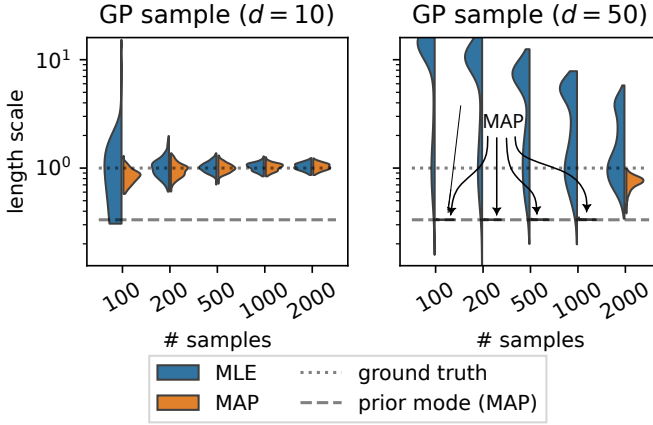 GP sample (d = 10)
GP sample (d = 50)
length scale
10¹
10⁰
MAP
100
200
500
1000
2000
100
200
500
1000
2000
# samples
# samples
MLE
MAP
ground truth
prior mode (MAP)